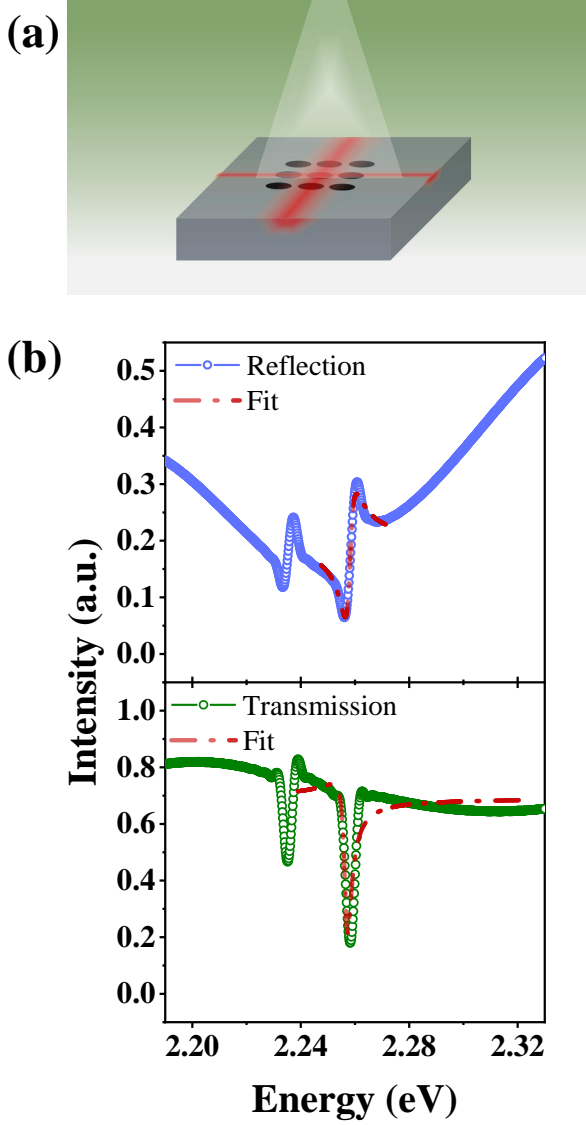 (a)
(b)
Reflection
Fit
0.5
0.4
0.3
0.2
0.1
0.0
Intensity (a.u.)
Transmission
Fit
1.0
0.8
0.6
0.4
0.2
0.0
2.20 2.24 2.28 2.32
Energy (eV)